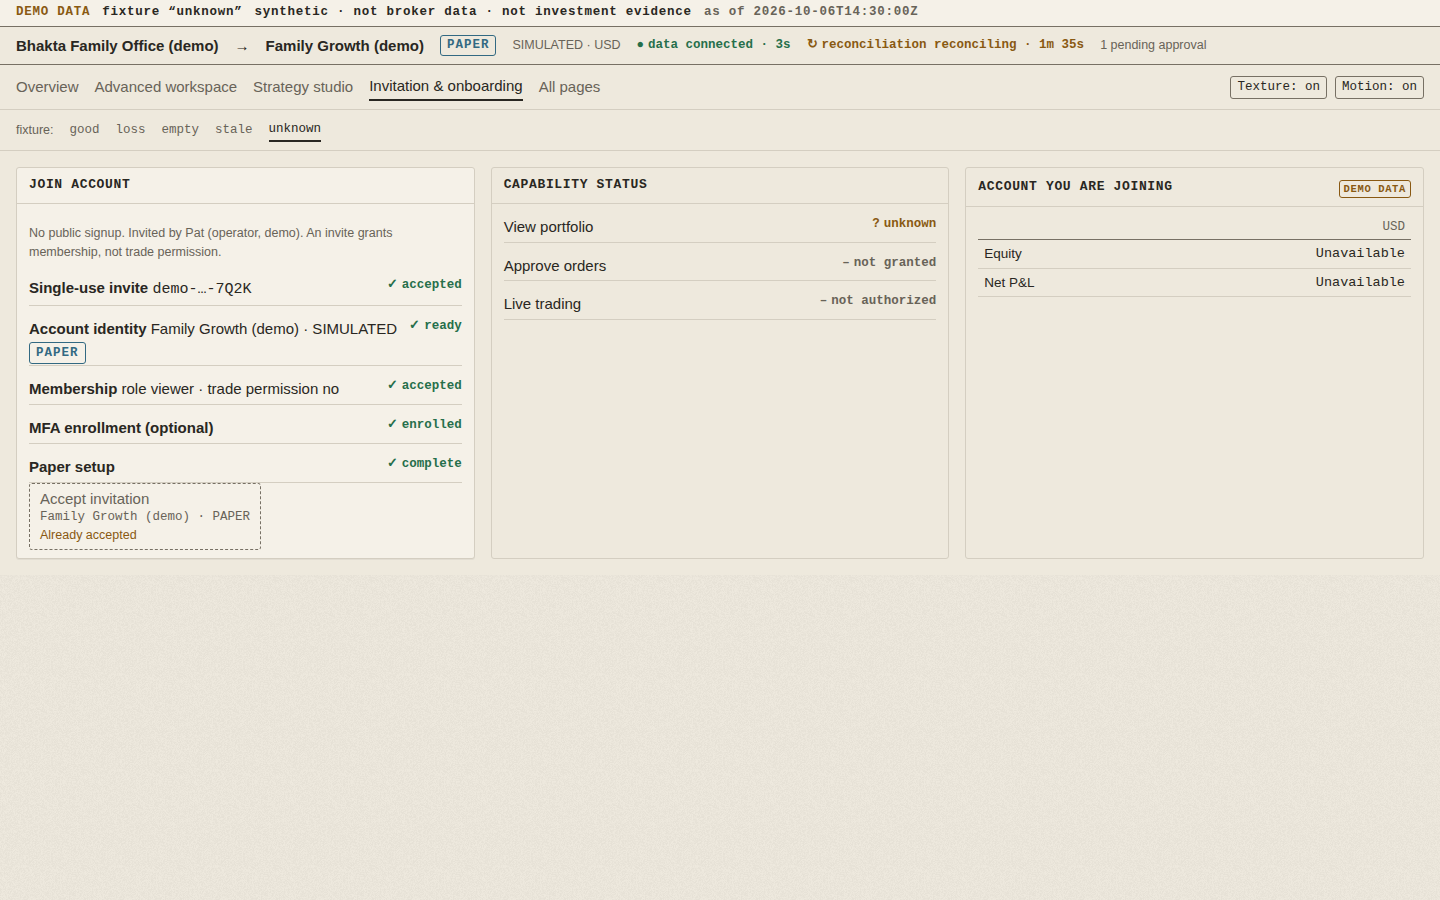 DEMO DATA fixture “unknown” synthetic · not broker data · not investment evidence as of 2026-10-06T14:30:00Z
Bhakta Family Office (demo) → Family Growth (demo) PAPER SIMULATED · USD ● data connected · 3s ↻ reconciliation reconciling · 1m 35s 1 pending approval
Overview Advanced workspace Strategy studio Invitation & onboarding All pages Texture: on Motion: on
fixture: good loss empty stale unknown
JOIN ACCOUNT
No public signup. Invited by Pat (operator, demo). An invite grants
membership, not trade permission.
Single-use invite demo-…-7Q2K ✓ accepted
Account identity Family Growth (demo) · SIMULATED ✓ ready
PAPER
Membership role viewer · trade permission no ✓ accepted
MFA enrollment (optional) ✓ enrolled
Paper setup ✓ complete
Accept invitation
Family Growth (demo) · PAPER
Already accepted
CAPABILITY STATUS
View portfolio ? unknown
Approve orders – not granted
Live trading – not authorized
ACCOUNT YOU ARE JOINING DEMO DATA
USD
Equity Unavailable
Net P&L Unavailable